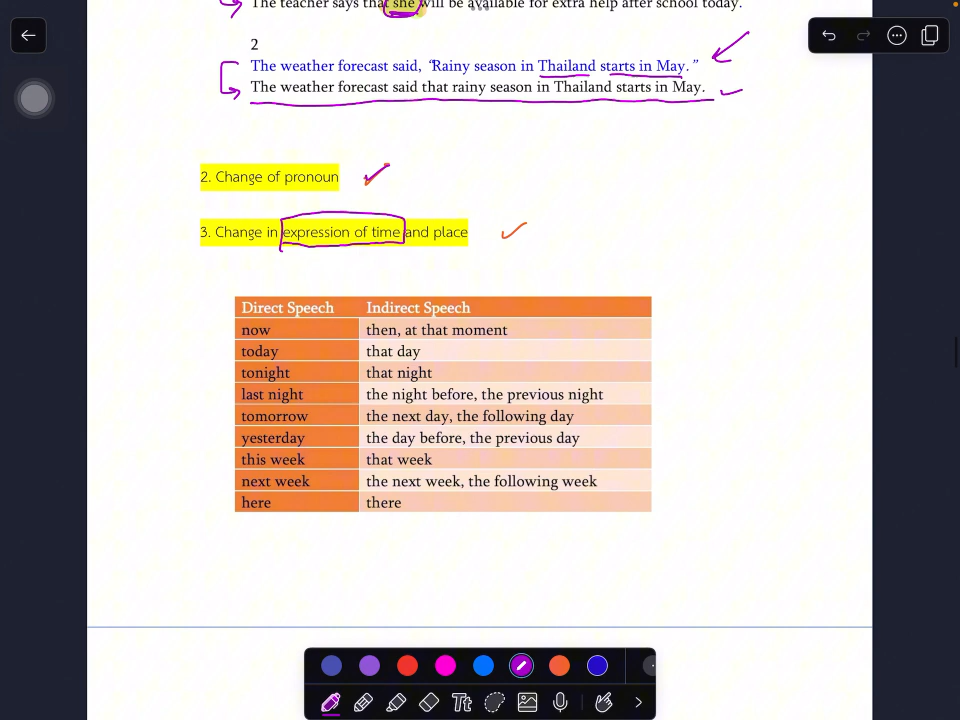 The teacher says that she will be available for extra help after school today.
2
The weather forecast said, “Rainy season in Thailand starts in May.”
The weather forecast said that rainy season in Thailand starts in May.
2. Change of pronoun
3. Change in expression of time and place
Direct Speech Indirect Speech
now then, at that moment
today that day
tonight that night
last night the night before, the previous night
tomorrow the next day, the following day
yesterday the day before, the previous day
this week that week
next week the next week, the following week
here there
Tt